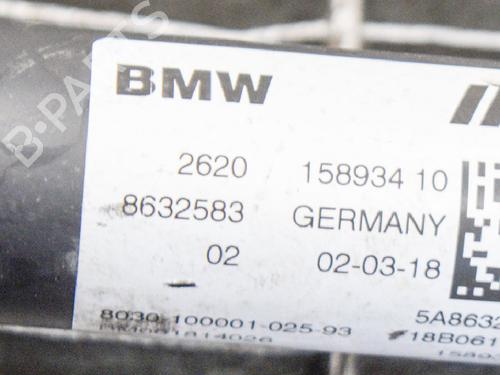 BMW
2620 158934 10
8632583 GERMANY
02 02-03-18
8030-100001-025-93 5A8632
18B061
B-PARTS